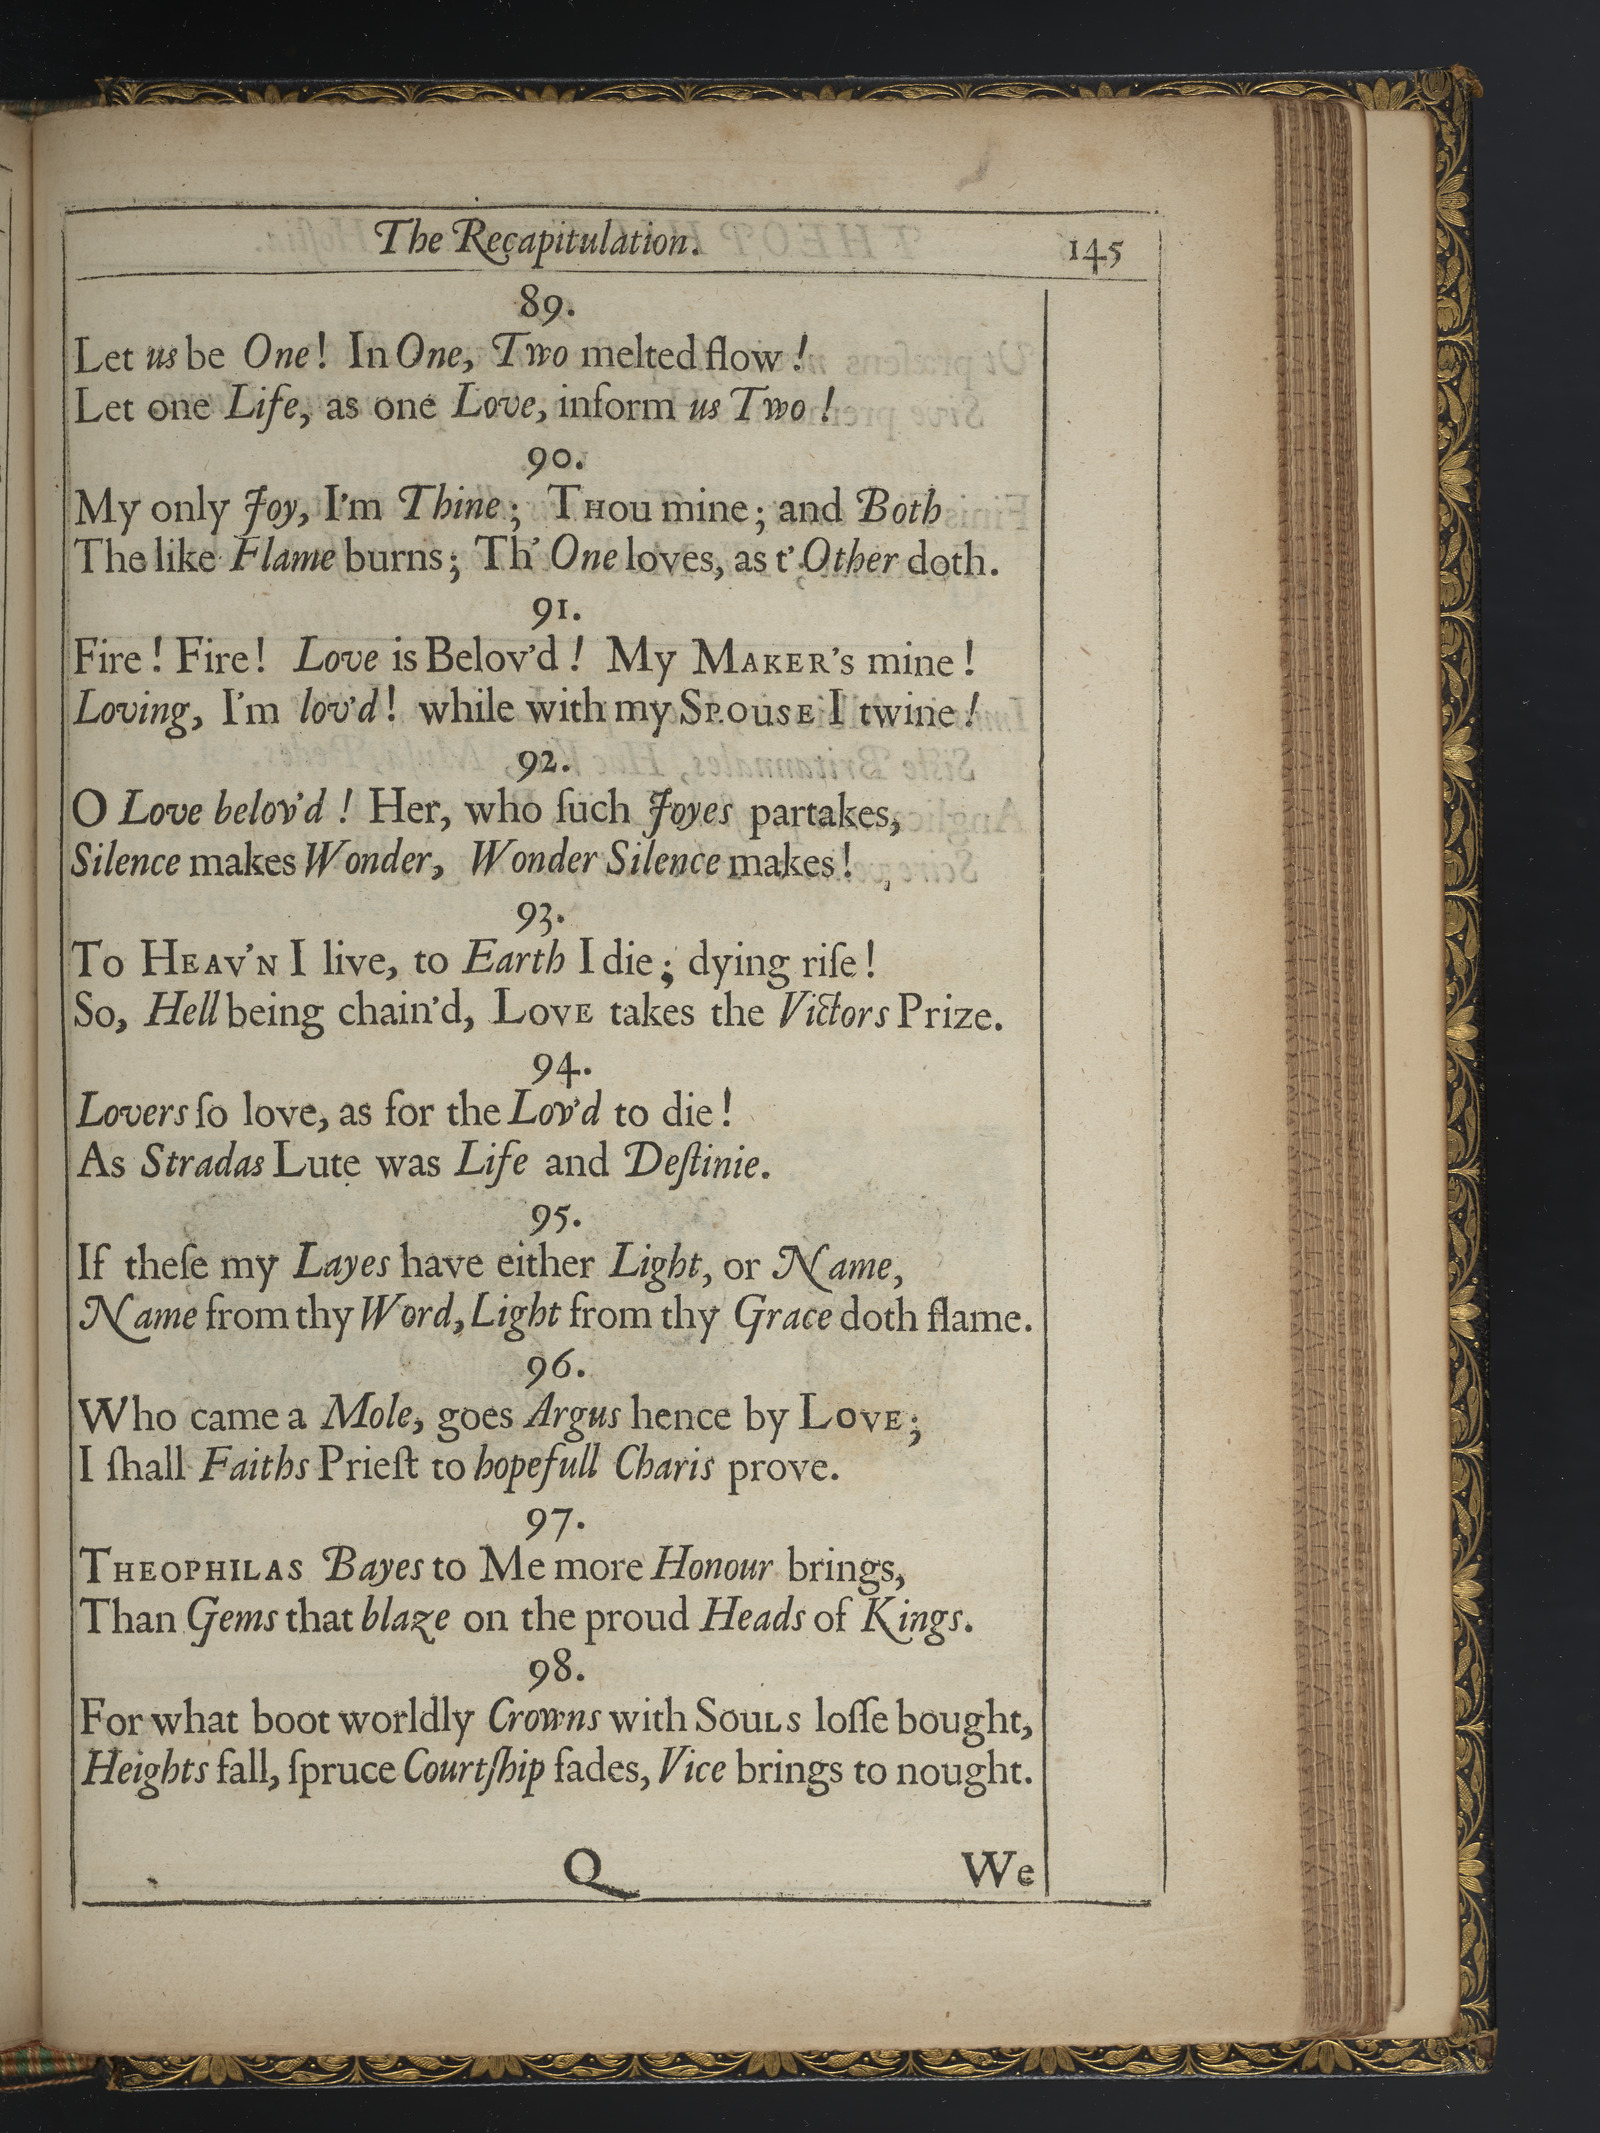 The Recapitulation. 145
89.
Let us be One! In One, Two melted flow!
Let one Life, as one Love, inform us Two!
90.
My only Joy, I'm Thine; THou mine; and Both
The like Flame burns; Th' One loves, as t' Other doth.
91.
Fire! Fire! Love is Belov'd! My MAKER's mine!
Loving, I'm lov'd! while with my SPOUSE I twine!
92.
O Love belov'd! Her, who ſuch Joyes partakes,
Silence makes Wonder, Wonder Silence makes!
93.
To HEAV'N I live, to Earth I die; dying riſe!
So, Hell being chain'd, LOVE takes the Victors Prize.
94.
Lovers ſo love, as for the Lov'd to die!
As Stradas Lute was Life and Deſtinie.
95.
If theſe my Layes have either Light, or Name,
Name from thy Word, Light from thy Grace doth flame.
96.
Who came a Mole, goes Argus hence by LOVE;
I ſhall Faiths Prieſt to hopefull Charis prove.
97.
THEOPHILAS Bayes to Me more Honour brings,
Than Gems that blaze on the proud Heads of Kings.
98.
For what boot worldly Crowns with SOULS loſſe bought,
Heights fall, ſpruce Courtſhip fades, Vice brings to nought.
Q We